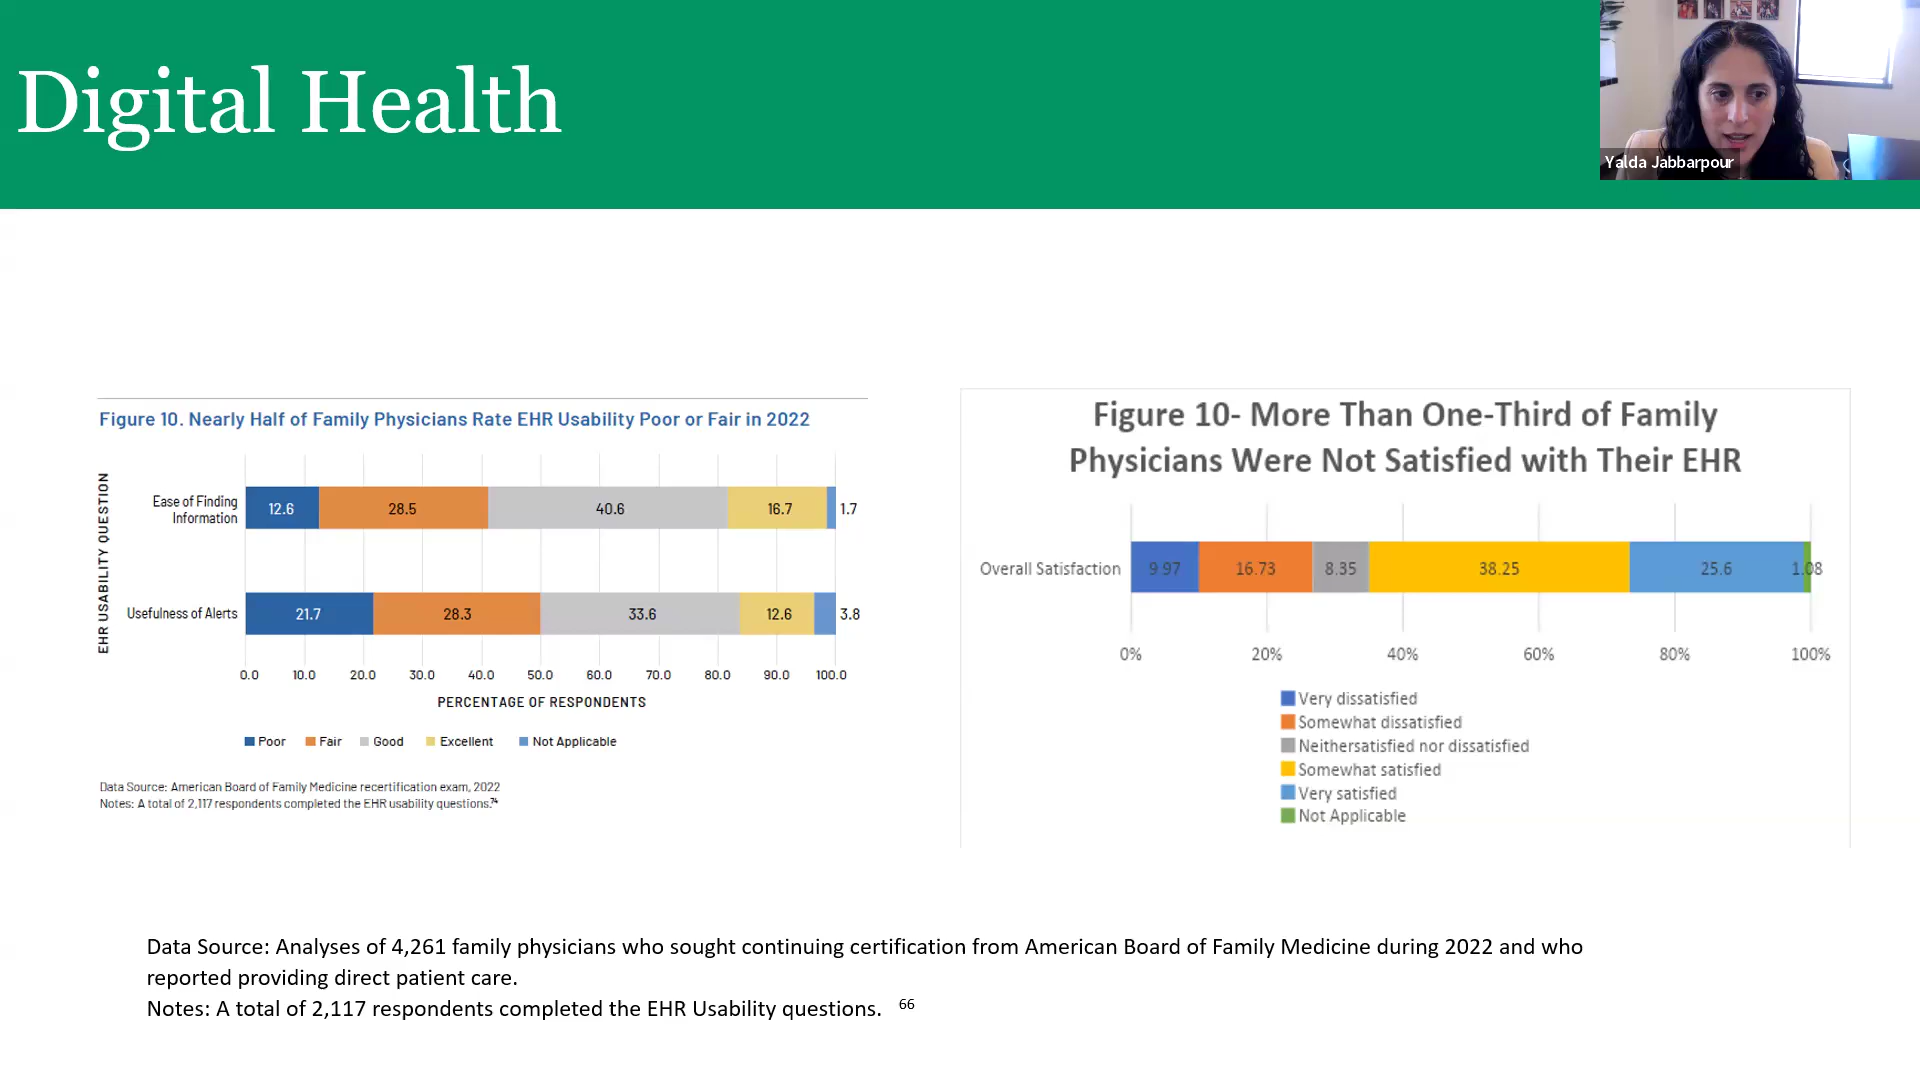 Digital Health
Yalda Jabbarpour
Figure 10. Nearly Half of Family Physicians Rate EHR Usability Poor or Fair in 2022
EHR USABILITY QUESTION
Ease of Finding
Information
12.6 28.5 40.6 16.7 1.7
Usefulness of Alerts
21.7 28.3 33.6 12.6 3.8
0.0 10.0 20.0 30.0 40.0 50.0 60.0 70.0 80.0 90.0 100.0
PERCENTAGE OF RESPONDENTS
Poor Fair Good Excellent Not Applicable
Data Source: American Board of Family Medicine recertification exam, 2022
Notes: A total of 2,117 respondents completed the EHR usability questions.74
Figure 10- More Than One-Third of Family
Physicians Were Not Satisfied with Their EHR
Overall Satisfaction 9.97 16.73 8.35 38.25 25.6 1.08
0% 20% 40% 60% 80% 100%
Very dissatisfied
Somewhat dissatisfied
Neithersatisfied nor dissatisfied
Somewhat satisfied
Very satisfied
Not Applicable
Data Source: Analyses of 4,261 family physicians who sought continuing certification from American Board of Family Medicine during 2022 and who
reported providing direct patient care.
Notes: A total of 2,117 respondents completed the EHR Usability questions. 66